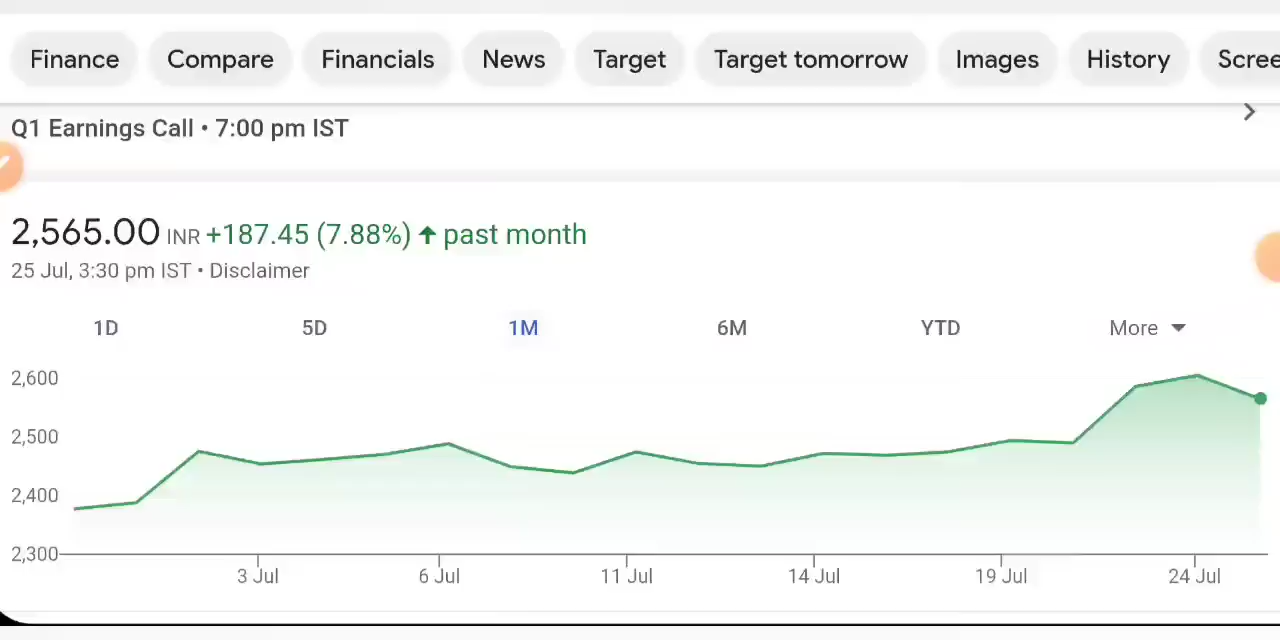 Finance Compare Financials News Target Target tomorrow Images History Scree
Q1 Earnings Call • 7:00 pm IST
2,565.00 INR +187.45 (7.88%) ↑ past month
25 Jul, 3:30 pm IST • Disclaimer
1D 5D 1M 6M YTD More
2,600
2,500
2,400
2,300
3 Jul 6 Jul 11 Jul 14 Jul 19 Jul 24 Jul